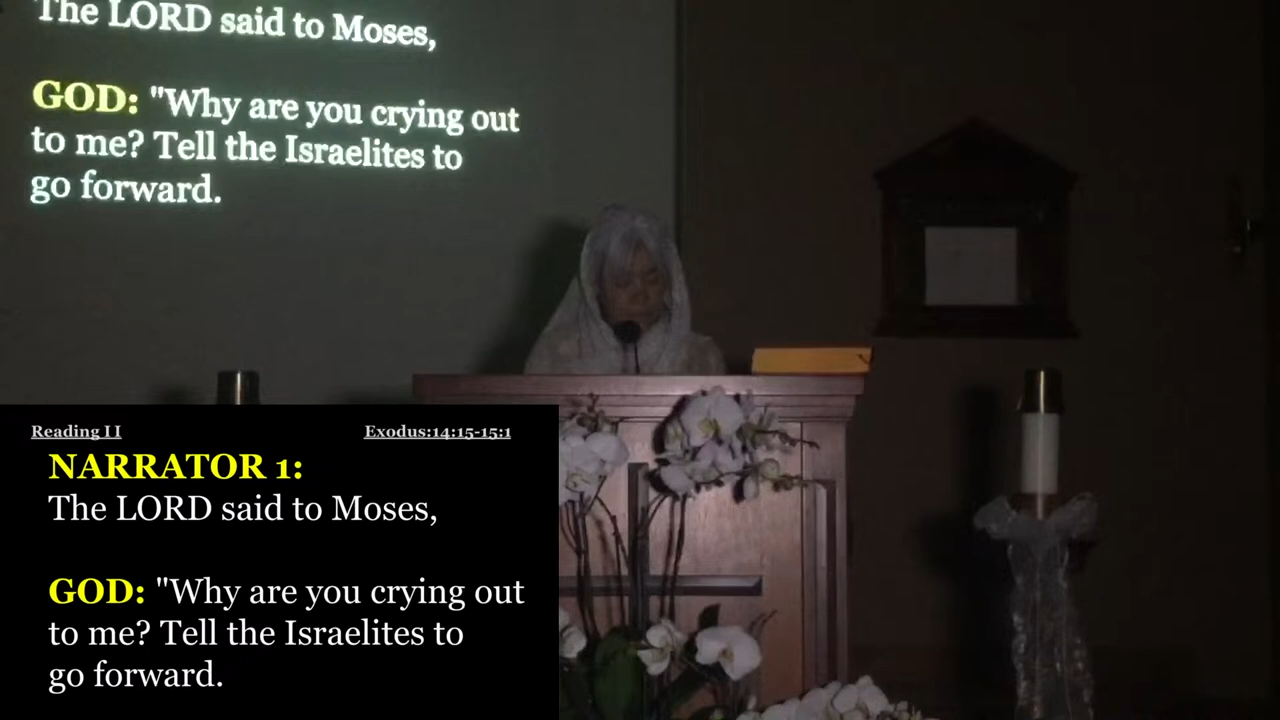 The LORD said to Moses,
GOD: "Why are you crying out
to me? Tell the Israelites to
go forward.
Reading II Exodus:14:15-15:1
NARRATOR 1:
The LORD said to Moses,
GOD: "Why are you crying out
to me? Tell the Israelites to
go forward.